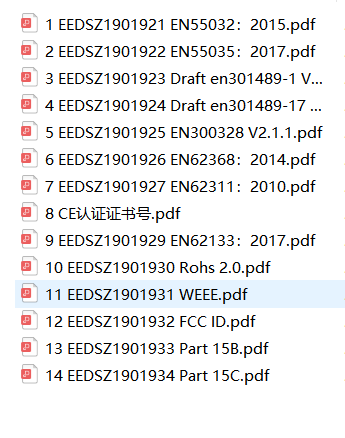 1 EEDSZ1901921 EN55032：2015.pdf
2 EEDSZ1901922 EN55035：2017.pdf
3 EEDSZ1901923 Draft en301489-1 V...
4 EEDSZ1901924 Draft en301489-17 ...
5 EEDSZ1901925 EN300328 V2.1.1.pdf
6 EEDSZ1901926 EN62368：2014.pdf
7 EEDSZ1901927 EN62311：2010.pdf
8 CE认证证书号.pdf
9 EEDSZ1901929 EN62133：2017.pdf
10 EEDSZ1901930 Rohs 2.0.pdf
11 EEDSZ1901931 WEEE.pdf
12 EEDSZ1901932 FCC ID.pdf
13 EEDSZ1901933 Part 15B.pdf
14 EEDSZ1901934 Part 15C.pdf